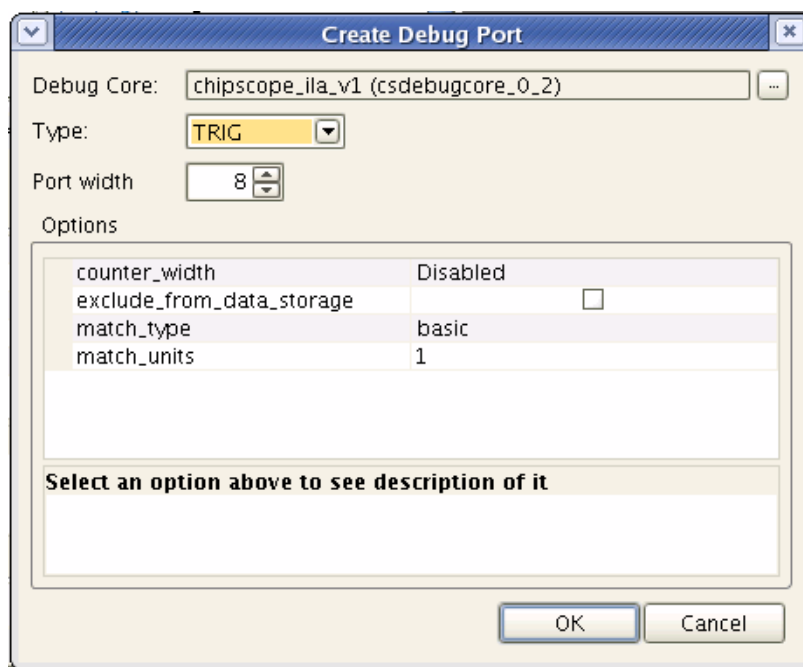 Create Debug Port
Debug Core: chipscope_ila_v1 (csdebugcore_0_2) ...
Type: TRIG
Port width 8
Options
counter_width Disabled
exclude_from_data_storage
match_type basic
match_units 1
Select an option above to see description of it
OK Cancel